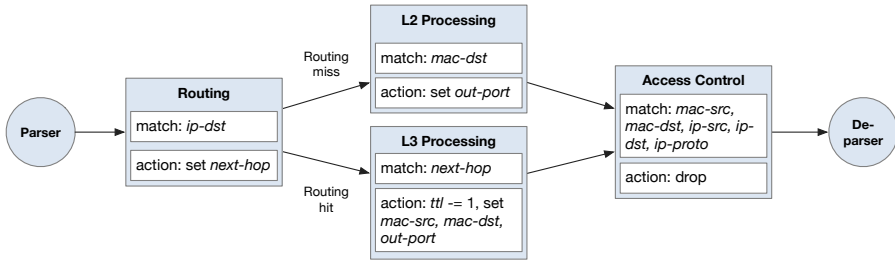 Parser
Routing
match: ip-dst
action: set next-hop
Routing
miss
Routing
hit
L2 Processing
match: mac-dst
action: set out-port
L3 Processing
match: next-hop
action: ttl -= 1, set
mac-src, mac-dst,
out-port
Access Control
match: mac-src,
mac-dst, ip-src, ip-
dst, ip-proto
action: drop
De-
parser